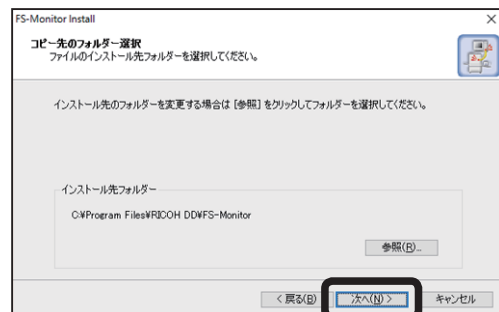 FS-Monitor Install
コピー先のフォルダー選択
ファイルのインストール先フォルダーを選択してください。
インストール先のフォルダーを変更する場合は [参照] をクリックしてフォルダーを選択してください。
インストール先フォルダー
C:¥Program Files¥RICOH DD¥FS-Monitor
参照(R)...
< 戻る(B)
次へ(N) >
キャンセル